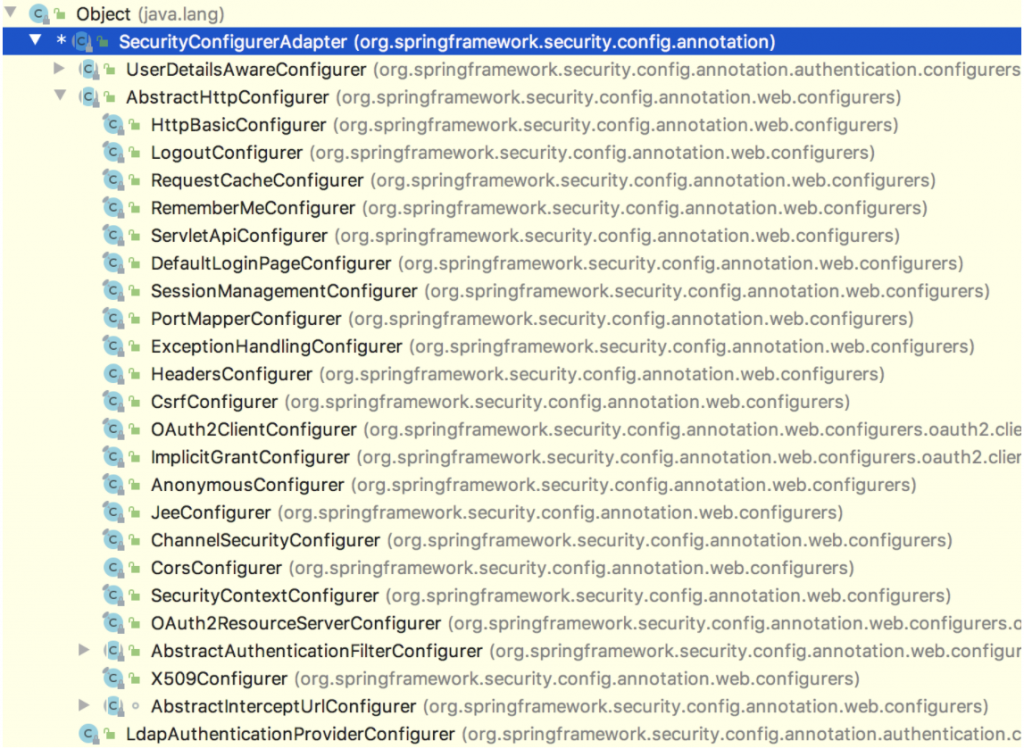 Object (java.lang)
* SecurityConfigurerAdapter (org.springframework.security.config.annotation)
UserDetailsAwareConfigurer (org.springframework.security.config.annotation.authentication.configurers
AbstractHttpConfigurer (org.springframework.security.config.annotation.web.configurers)
HttpBasicConfigurer (org.springframework.security.config.annotation.web.configurers)
LogoutConfigurer (org.springframework.security.config.annotation.web.configurers)
RequestCacheConfigurer (org.springframework.security.config.annotation.web.configurers)
RememberMeConfigurer (org.springframework.security.config.annotation.web.configurers)
ServletApiConfigurer (org.springframework.security.config.annotation.web.configurers)
DefaultLoginPageConfigurer (org.springframework.security.config.annotation.web.configurers)
SessionManagementConfigurer (org.springframework.security.config.annotation.web.configurers)
PortMapperConfigurer (org.springframework.security.config.annotation.web.configurers)
ExceptionHandlingConfigurer (org.springframework.security.config.annotation.web.configurers)
HeadersConfigurer (org.springframework.security.config.annotation.web.configurers)
CsrfConfigurer (org.springframework.security.config.annotation.web.configurers)
OAuth2ClientConfigurer (org.springframework.security.config.annotation.web.configurers.oauth2.clie
ImplicitGrantConfigurer (org.springframework.security.config.annotation.web.configurers.oauth2.clien
AnonymousConfigurer (org.springframework.security.config.annotation.web.configurers)
JeeConfigurer (org.springframework.security.config.annotation.web.configurers)
ChannelSecurityConfigurer (org.springframework.security.config.annotation.web.configurers)
CorsConfigurer (org.springframework.security.config.annotation.web.configurers)
SecurityContextConfigurer (org.springframework.security.config.annotation.web.configurers)
OAuth2ResourceServerConfigurer (org.springframework.security.config.annotation.web.configurers.o
AbstractAuthenticationFilterConfigurer (org.springframework.security.config.annotation.web.configur
X509Configurer (org.springframework.security.config.annotation.web.configurers)
AbstractInterceptUrlConfigurer (org.springframework.security.config.annotation.web.configurers)
LdapAuthenticationProviderConfigurer (org.springframework.security.config.annotation.authentication.c